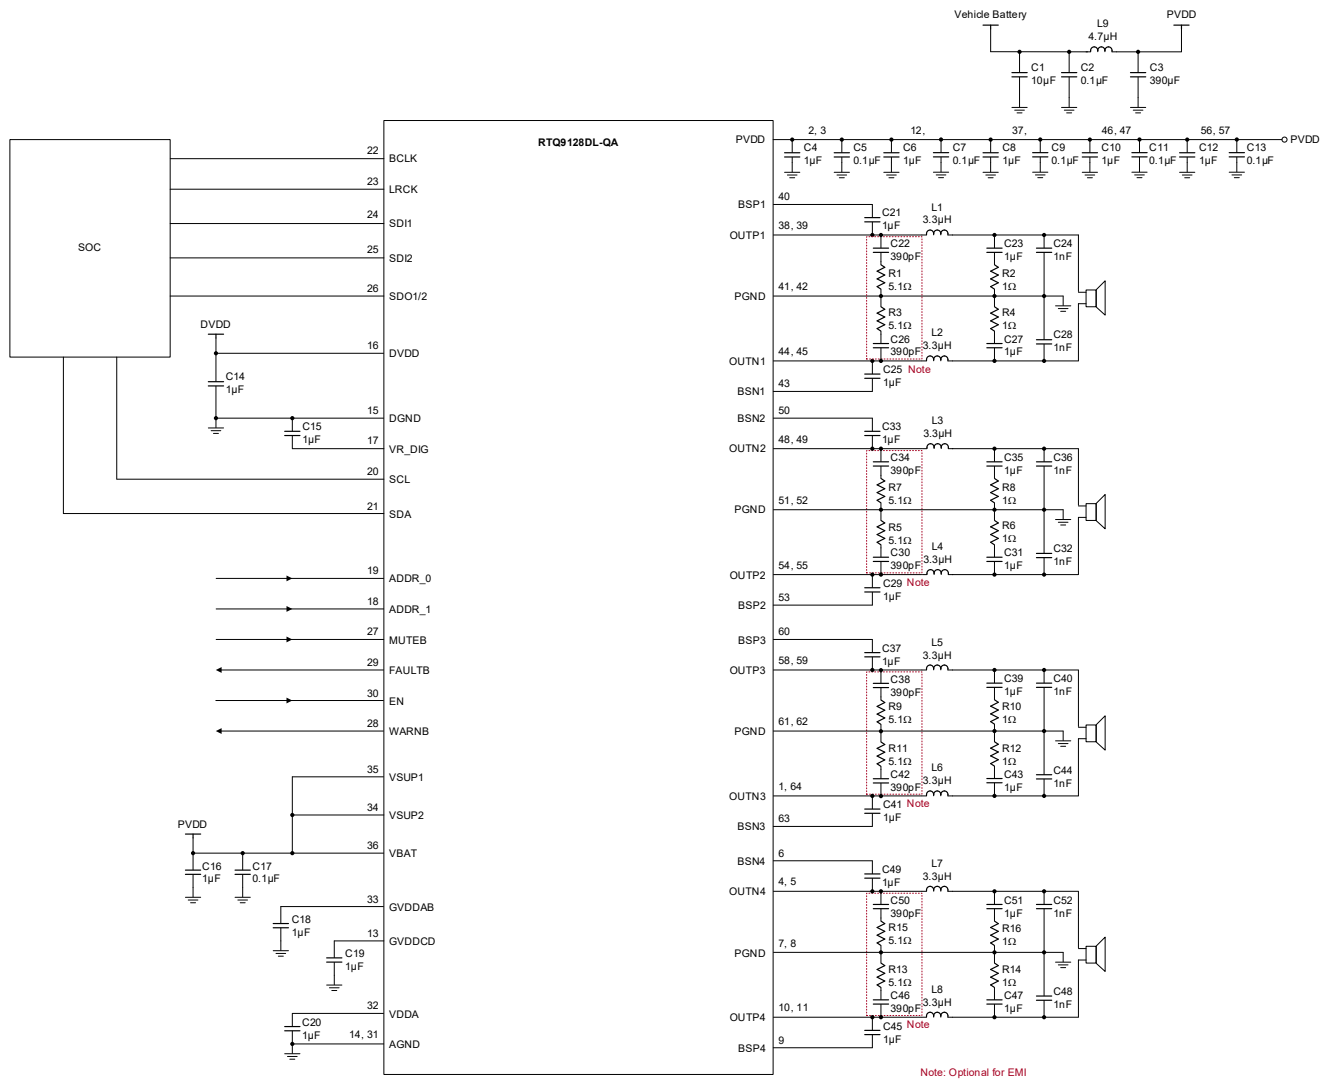 Vehicle Battery
PVDD
L9
4.7µH
C1
10µF
C2
0.1µF
C3
390µF
RTQ9128DL-QA
SOC
22
BCLK
23
LRCK
24
SDI1
25
SDI2
26
SDO1/2
DVDD
16
DVDD
C14
1µF
15
DGND
C15
1µF
17
VR_DIG
20
SCL
21
SDA
19
ADDR_0
18
ADDR_1
27
MUTEB
29
FAULTB
30
EN
28
WARNB
35
VSUP1
34
VSUP2
PVDD
36
VBAT
C16
1µF
C17
0.1µF
33
GVDDAB
C18
1µF
13
GVDDCD
C19
1µF
32
VDDA
C20
1µF
14, 31
AGND
PVDD
2, 3
12,
37,
46, 47
56, 57
PVDD
C4
1µF
C5
0.1µF
C6
1µF
C7
0.1µF
C8
1µF
C9
0.1µF
C10
1µF
C11
0.1µF
C12
1µF
C13
0.1µF
BSP1
40
C21
1µF
L1
3.3µH
OUTP1
38, 39
C22
390pF
C23
1µF
C24
1nF
R1
5.1Ω
R2
1Ω
PGND
41, 42
R3
5.1Ω
R4
1Ω
L2
3.3µH
C26
390pF
C27
1µF
C28
1nF
OUTN1
44, 45
C25
1µF
Note
BSN1
43
BSN2
50
C33
1µF
L3
3.3µH
OUTN2
48, 49
C34
390pF
C35
1µF
C36
1nF
R7
5.1Ω
R8
1Ω
PGND
51, 52
R5
5.1Ω
R6
1Ω
L4
3.3µH
C30
390pF
C31
1µF
C32
1nF
OUTP2
54, 55
C29
1µF
Note
BSP2
53
BSP3
60
C37
1µF
L5
3.3µH
OUTP3
58, 59
C38
390pF
C39
1µF
C40
1nF
R9
5.1Ω
R10
1Ω
PGND
61, 62
R11
5.1Ω
R12
1Ω
L6
3.3µH
C42
390pF
C43
1µF
C44
1nF
OUTN3
1, 64
C41
1µF
Note
BSN3
63
BSN4
6
C49
1µF
L7
3.3µH
OUTN4
4, 5
C50
390pF
C51
1µF
C52
1nF
R15
5.1Ω
R16
1Ω
PGND
7, 8
R13
5.1Ω
R14
1Ω
L8
3.3µH
C46
390pF
C47
1µF
C48
1nF
OUTP4
10, 11
C45
1µF
Note
BSP4
9
Note: Optional for EMI